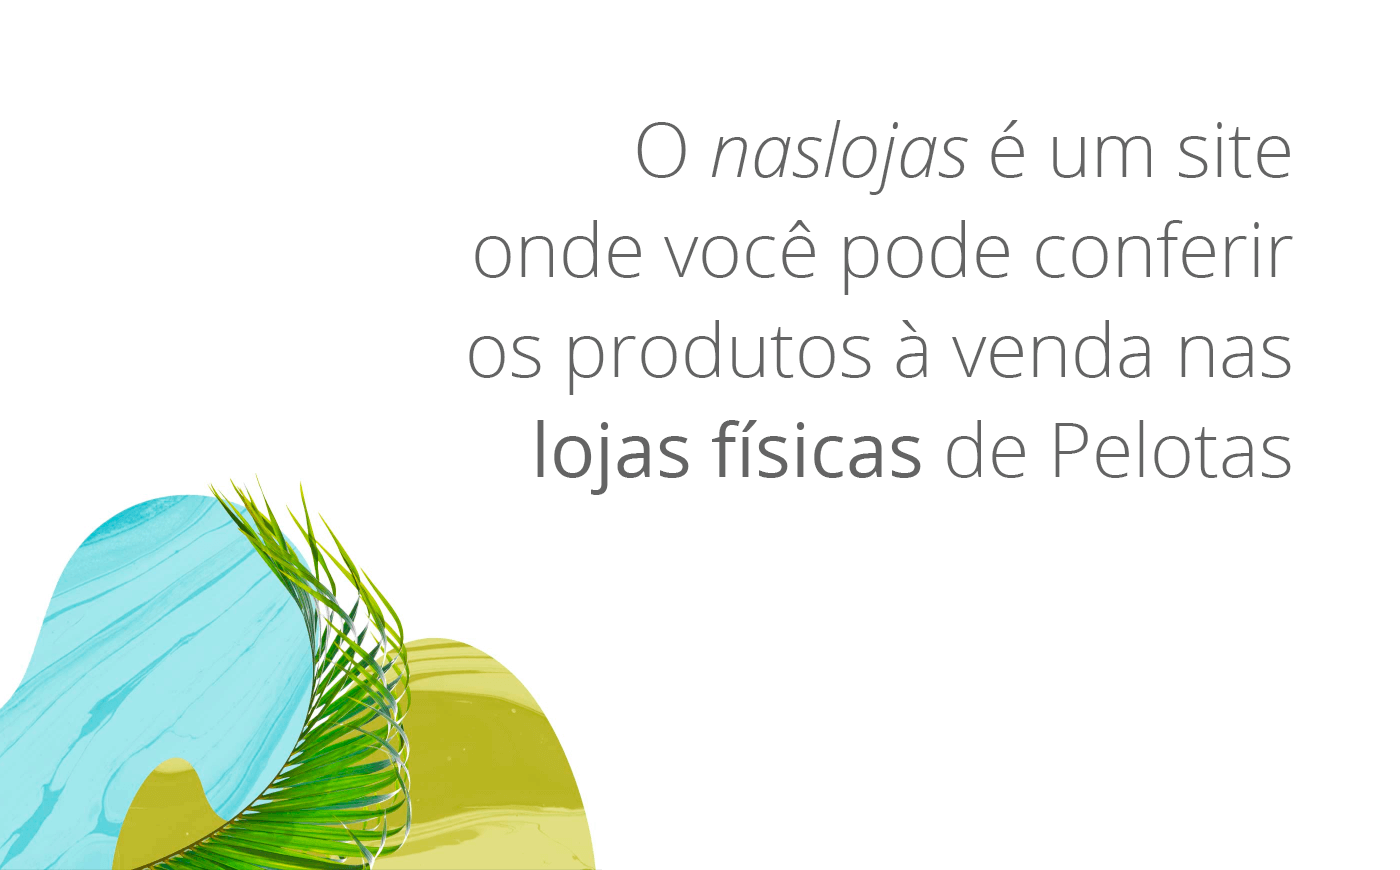 O naslojas é um site
onde você pode conferir
os produtos à venda nas
lojas físicas de Pelotas